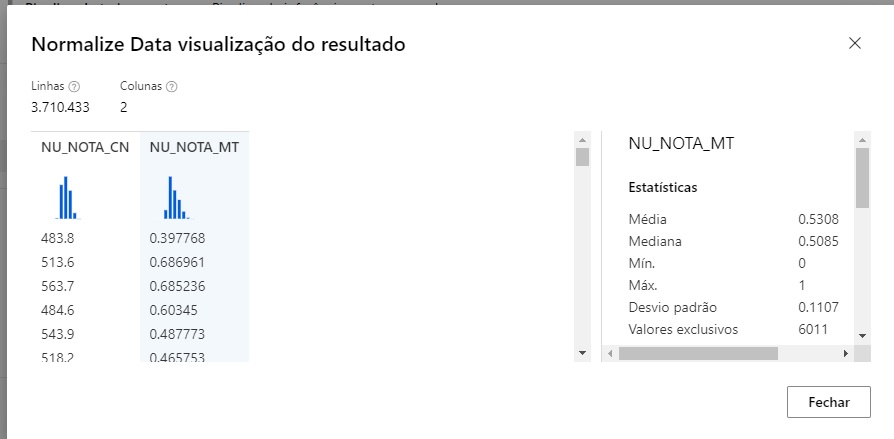 Normalize Data visualização do resultado
Linhas
Colunas
3.710.433
2
NU_NOTA_CN NU_NOTA_MT
483.8 0.397768
513.6 0.686961
563.7 0.685236
484.6 0.60345
543.9 0.487773
518.2 0.465753
NU_NOTA_MT
Estatísticas
Média 0.5308
Mediana 0.5085
Mín. 0
Máx. 1
Desvio padrão 0.1107
Valores exclusivos 6011
Fechar